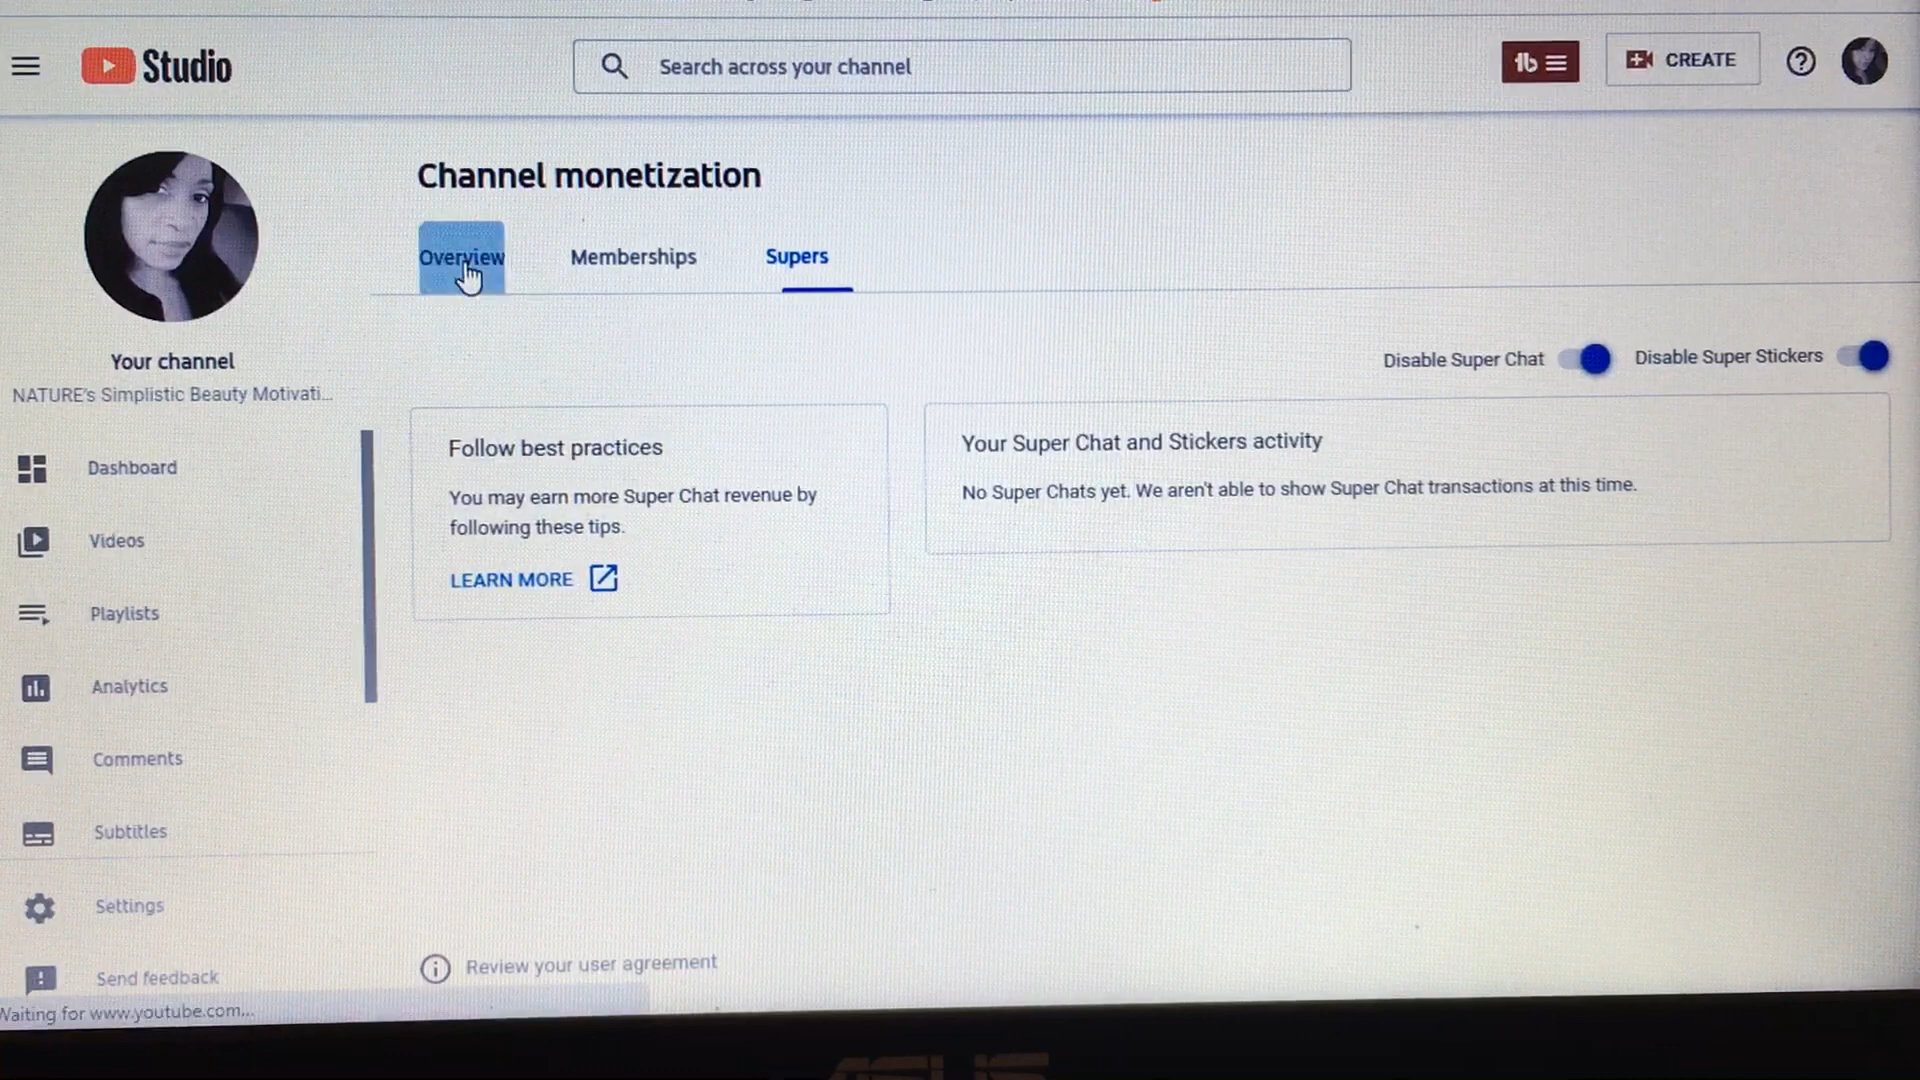 Studio
Search across your channel
CREATE
Channel monetization
Overview
Memberships
Supers
Your channel
NATURE's Simplistic Beauty Motivati...
Disable Super Chat
Disable Super Stickers
Follow best practices
You may earn more Super Chat revenue by
following these tips.
LEARN MORE
Your Super Chat and Stickers activity
No Super Chats yet. We aren't able to show Super Chat transactions at this time.
Dashboard
Videos
Playlists
Analytics
Comments
Subtitles
Settings
Send feedback
Review your user agreement
Waiting for www.youtube.com...
ASUS